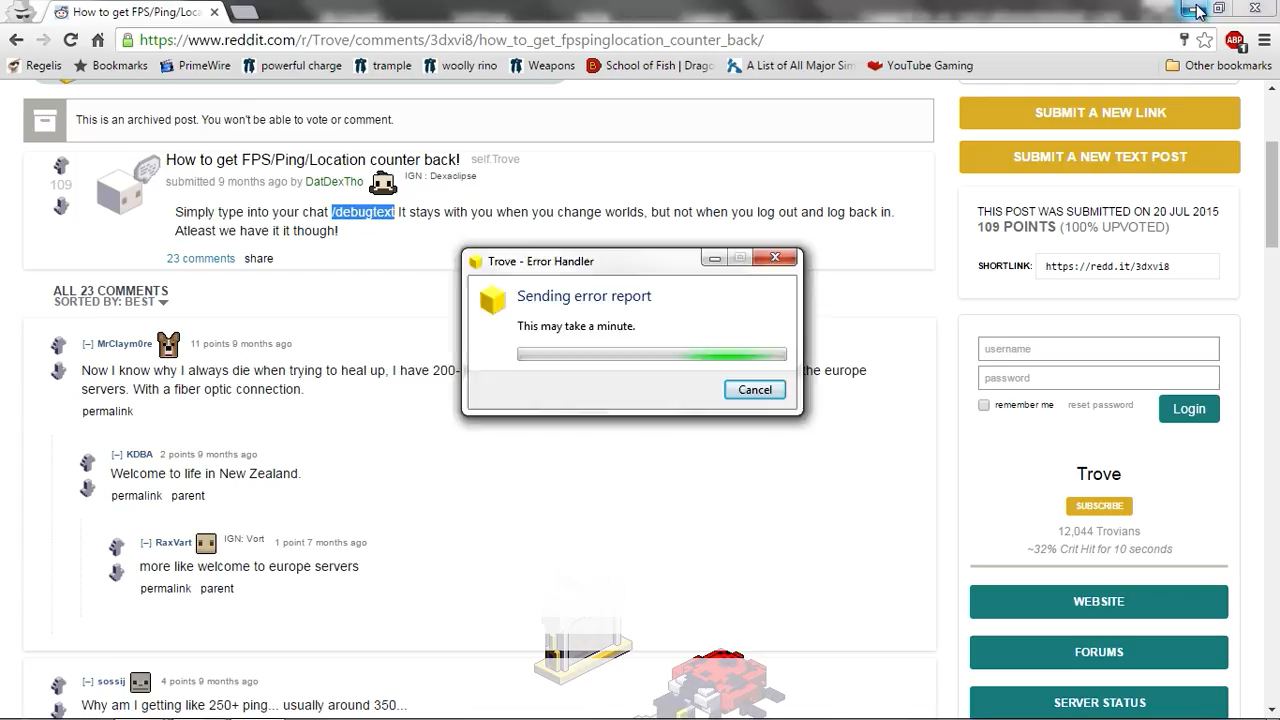 How to get FPS/Ping/Loca
https://www.reddit.com/r/Trove/comments/3dxvi8/how_to_get_fpspinglocation_counter_back/
ABP
1
Regelis
Bookmarks
PrimeWire
powerful charge
trample
woolly rino
Weapons
School of Fish | Drago
A List of All Major Sim
YouTube Gaming
Other bookmarks
This is an archived post. You won't be able to vote or comment.
109
How to get FPS/Ping/Location counter back! self.Trove
submitted 9 months ago by DatDexTho IGN : Dexaclipse
Simply type into your chat /debugtext It stays with you when you change worlds, but not when you log out and log back in.
Atleast we have it it though!
23 comments share
ALL 23 COMMENTS
SORTED BY: BEST
[–] MrClaym0re 11 points 9 months ago
Now I know why I always die when trying to heal up, I have 200- the europe
servers. With a fiber optic connection.
permalink
[–] KDBA 2 points 9 months ago
Welcome to life in New Zealand.
permalink parent
[–] RaxVart IGN: Vort 1 point 7 months ago
more like welcome to europe servers
permalink parent
[–] sossij 4 points 9 months ago
Why am I getting like 250+ ping... usually around 350...
Trove - Error Handler
Sending error report
This may take a minute.
Cancel
SUBMIT A NEW LINK
SUBMIT A NEW TEXT POST
THIS POST WAS SUBMITTED ON 20 JUL 2015
109 POINTS (100% UPVOTED)
SHORTLINK: https://redd.it/3dxvi8
username
password
remember me reset password Login
Trove
SUBSCRIBE
12,044 Trovians
~32% Crit Hit for 10 seconds
WEBSITE
FORUMS
SERVER STATUS